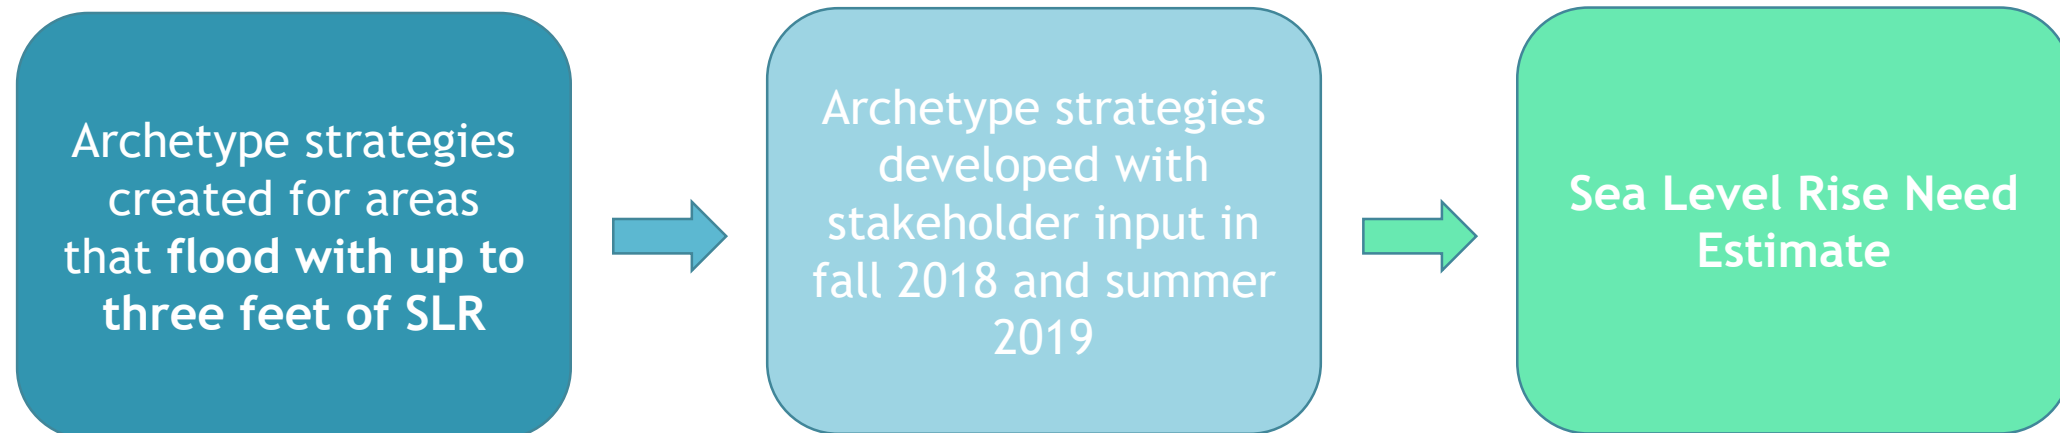 Archetype strategies
created for areas
that flood with up to
three feet of SLR
Archetype strategies
developed with
stakeholder input in
fall 2018 and summer
2019
Sea Level Rise Need
Estimate